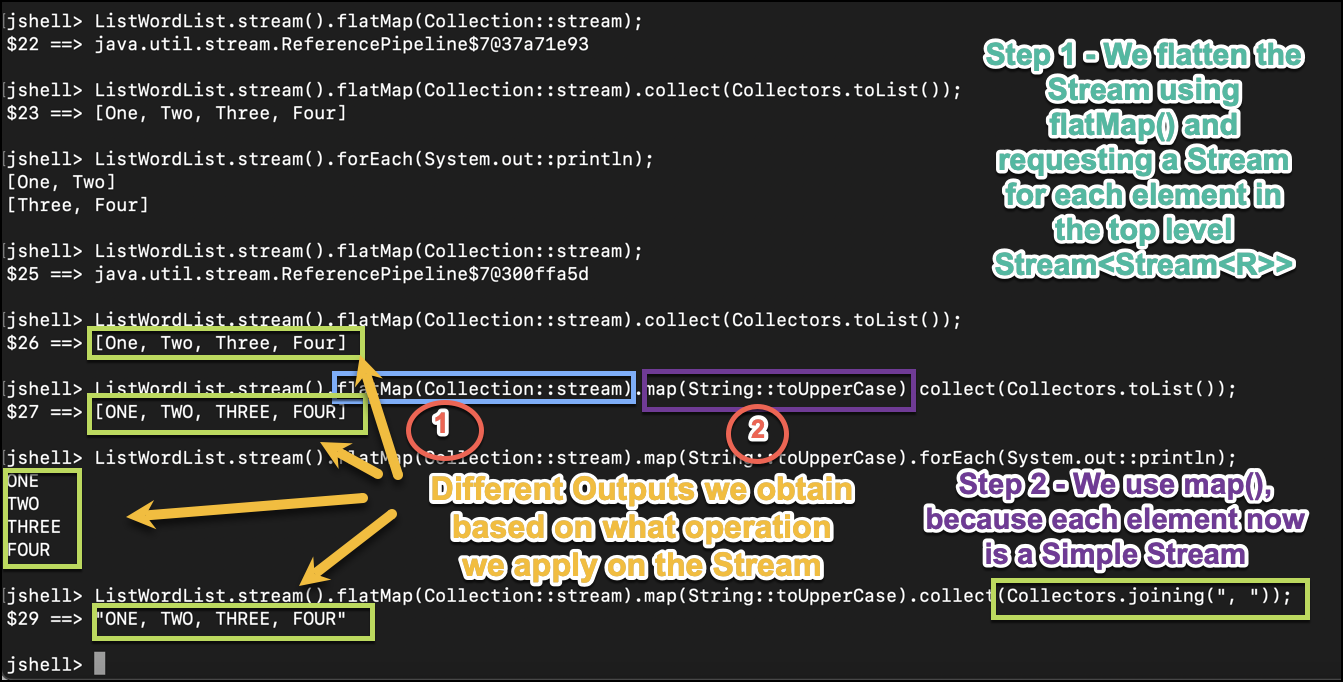 jshell> ListWordList.stream().flatMap(Collection::stream);
$22 ==> java.util.stream.ReferencePipeline$7@37a71e93
jshell> ListWordList.stream().flatMap(Collection::stream).collect(Collectors.toList());
$23 ==> [One, Two, Three, Four]
jshell> ListWordList.stream().forEach(System.out::println);
[One, Two]
[Three, Four]
jshell> ListWordList.stream().flatMap(Collection::stream);
$25 ==> java.util.stream.ReferencePipeline$7@300ffa5d
jshell> ListWordList.stream().flatMap(Collection::stream).collect(Collectors.toList());
$26 ==> [One, Two, Three, Four]
jshell> ListWordList.stream().flatMap(Collection::stream).map(String::toUpperCase).collect(Collectors.toList());
$27 ==> [ONE, TWO, THREE, FOUR]
jshell> ListWordList.stream().flatMap(Collection::stream).map(String::toUpperCase).forEach(System.out::println);
ONE
TWO
THREE
FOUR
jshell> ListWordList.stream().flatMap(Collection::stream).map(String::toUpperCase).collect(Collectors.joining(", "));
$29 ==> "ONE, TWO, THREE, FOUR"
jshell>
Step 1 - We flatten the
Stream using
flatMap() and
requesting a Stream
for each element in
the top level
Stream<Stream<R>>
1
2
Different Outputs we obtain
based on what operation
we apply on the Stream
Step 2 - We use map(),
because each element now
is a Simple Stream